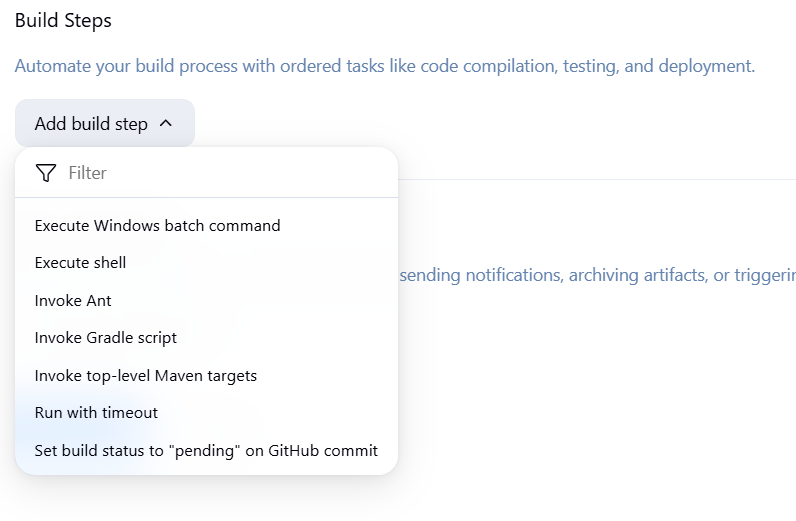 Build Steps
Automate your build process with ordered tasks like code compilation, testing, and deployment.
Add build step
Filter
Execute Windows batch command
Execute shell
sending notifications, archiving artifacts, or
Invoke Ant
Invoke Gradle script
Invoke top-level Maven targets
Run with timeout
Set build status to "pending" on GitHub commit